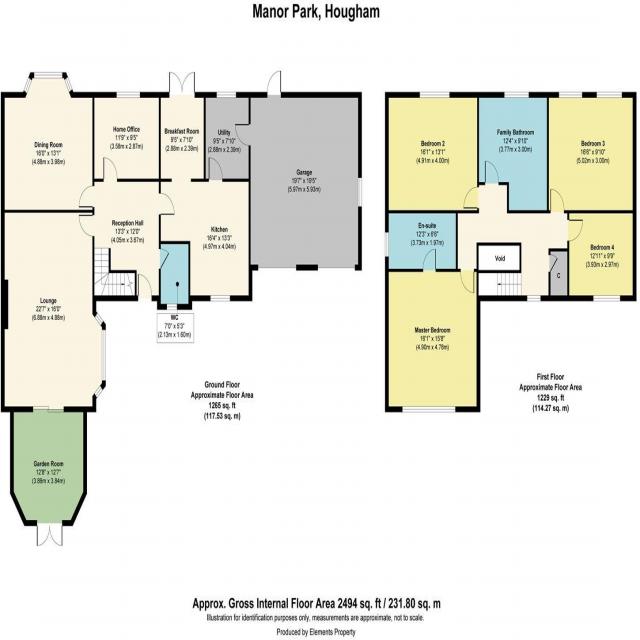 Manor Park, Hougham
Dining Room
16'0" x 13'1"
(4.88m x 3.98m)
Home Office
11'9" x 9'5"
(3.58m x 2.87m)
Breakfast Room
9'5" x 7'10"
(2.88m x 2.39m)
Utility
9'5" x 7'10"
(2.88m x 2.39m)
Garage
19'7" x 19'5"
(5.97m x 5.93m)
Reception Hall
13'3" x 12'0"
(4.05m x 3.67m)
Kitchen
16'4" x 13'3"
(4.97m x 4.04m)
Lounge
22'7" x 16'0"
(6.89m x 4.88m)
WC
7'0" x 5'3"
(2.13m x 1.60m)
Garden Room
12'8" x 12'7"
(3.86m x 3.84m)
Ground Floor
Approximate Floor Area
1265 sq. ft
(117.53 sq. m)
Bedroom 2
16'1" x 13'1"
(4.91m x 4.00m)
Family Bathroom
12'4" x 9'10"
(3.77m x 3.00m)
Bedroom 3
16'6" x 9'10"
(5.02m x 3.00m)
En-suite
12'3" x 6'6"
(3.73m x 1.97m)
Void
C
Bedroom 4
12'11" x 9'9"
(3.93m x 2.97m)
Master Bedroom
16'1" x 15'8"
(4.90m x 4.78m)
First Floor
Approximate Floor Area
1229 sq. ft
(114.27 sq. m)
Approx. Gross Internal Floor Area 2494 sq. ft / 231.80 sq. m
Illustration for identification purposes only, measurements are approximate, not to scale.
Produced by Elements Property